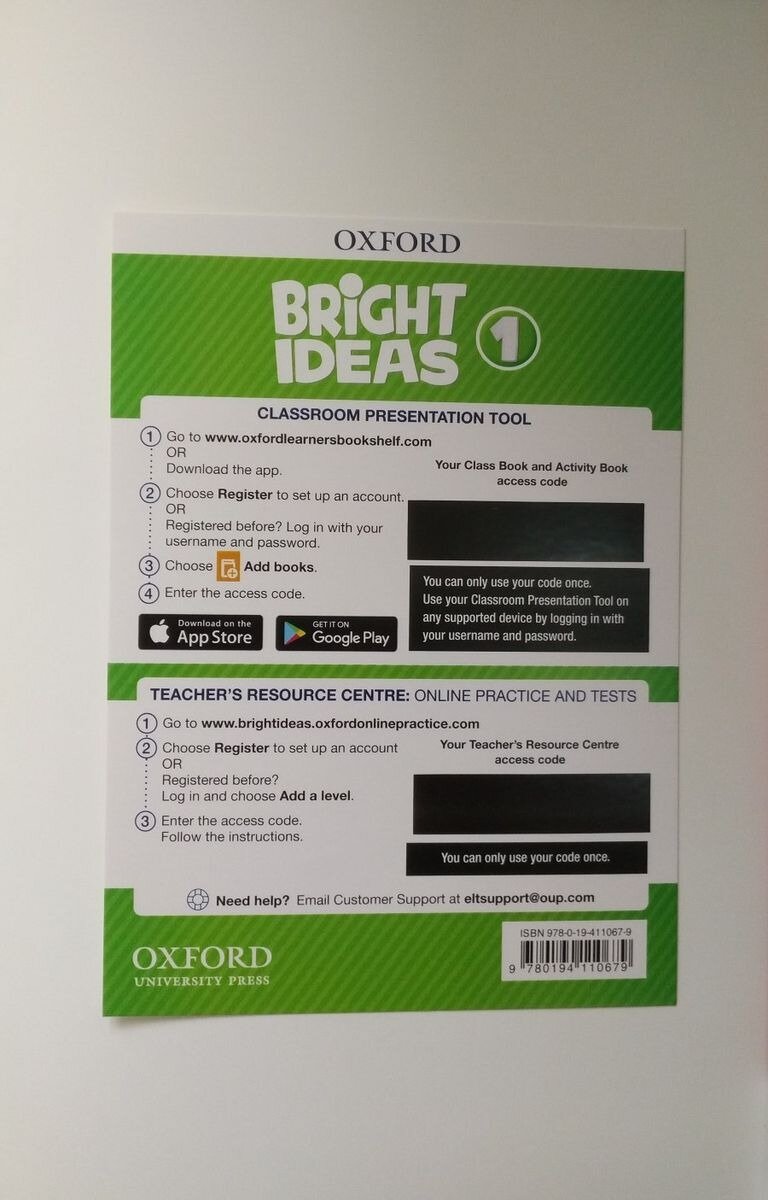 OXFORD
BRiGHT
IDEAS
1
CLASSROOM PRESENTATION TOOL
1 Go to www.oxfordlearnersbookshelf.com
OR
Download the app.
2 Choose Register to set up an account.
OR
Registered before? Log in with your
username and password.
3 Choose Add books.
4 Enter the access code.
Download on the
App Store
GET IT ON
Google Play
Your Class Book and Activity Book
access code
You can only use your code once.
Use your Classroom Presentation Tool on
any supported device by logging in with
your username and password.
TEACHER'S RESOURCE CENTRE: ONLINE PRACTICE AND TESTS
1 Go to www.brightideas.oxfordonlinepractice.com
2 Choose Register to set up an account
OR
Registered before?
Log in and choose Add a level.
3 Enter the access code.
Follow the instructions.
Your Teacher's Resource Centre
access code
You can only use your code once.
Need help? Email Customer Support at eltsupport@oup.com
OXFORD
UNIVERSITY PRESS
ISBN 978-0-19-411067-9
9 780194 110679